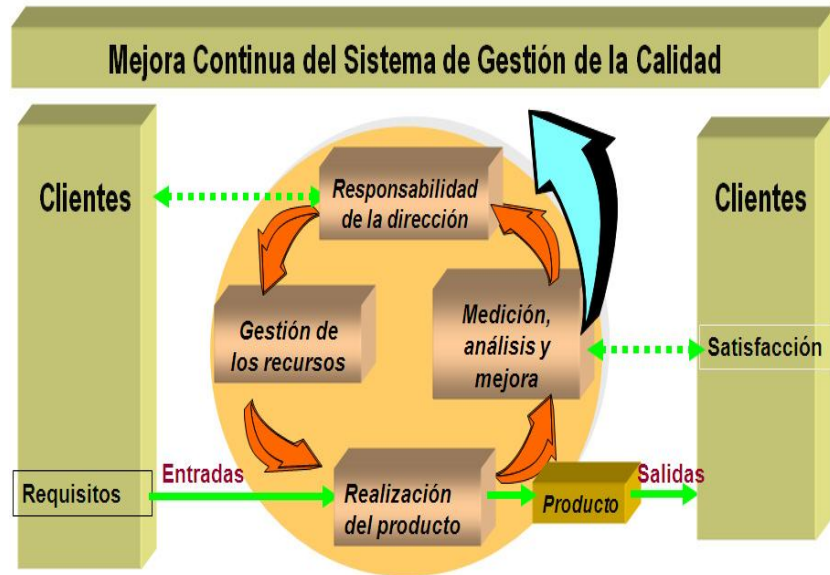 Mejora Continua del Sistema de Gestión de la Calidad
Clientes
Responsabilidad
de la dirección
Clientes
Gestión de
los recursos
Medición,
análisis y
mejora
Satisfacción
Requisitos
Entradas
Realización
del producto
Producto
Salidas